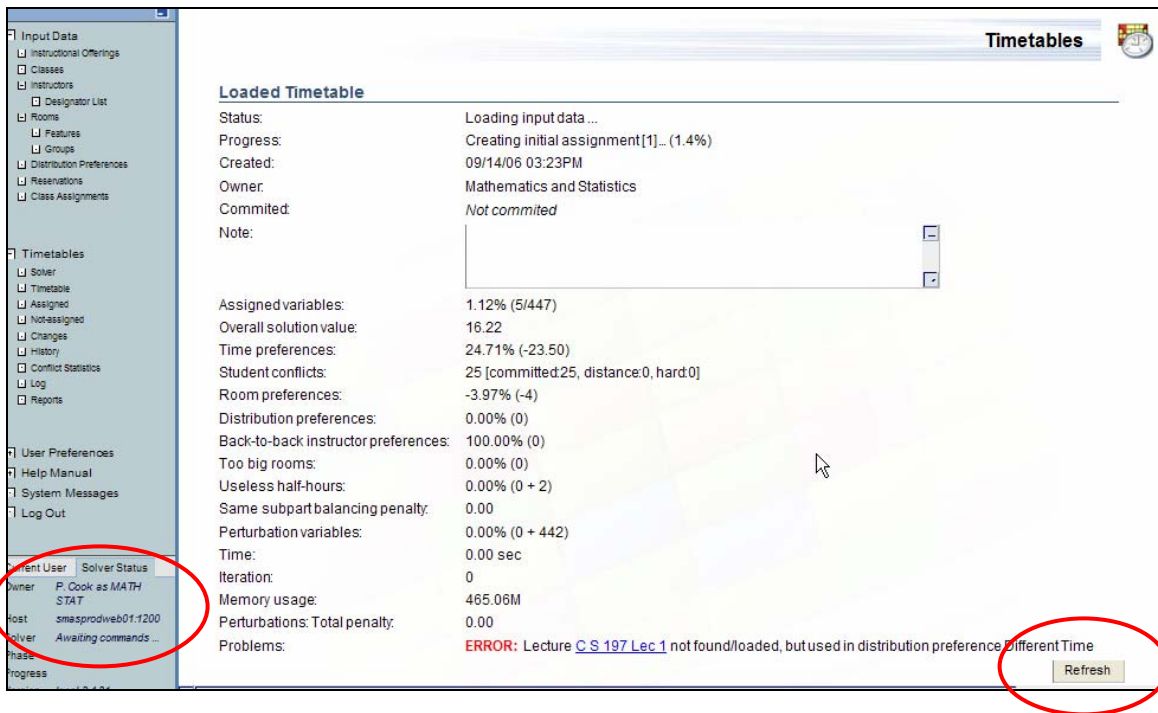 Input Data
Instructional Offerings
Classes
Instructors
Designator List
Rooms
Features
Groups
Distribution Preferences
Reservations
Class Assignments
Timetables
Solver
Timetable
Assigned
Not-assigned
Changes
History
Conflict Statistics
Log
Reports
User Preferences
Help Manual
System Messages
Log Out
Current User Solver Status
Owner P. Cook as MATH
STAT
Host smasprodweb01:1200
Solver Awaiting commands ...
Phase
Progress
Timetables
Loaded Timetable
Status: Loading input data ...
Progress: Creating initial assignment [1]... (1.4%)
Created: 09/14/06 03:23PM
Owner: Mathematics and Statistics
Commited: Not commited
Note:
Assigned variables: 1.12% (5/447)
Overall solution value: 16.22
Time preferences: 24.71% (-23.50)
Student conflicts: 25 [committed:25, distance:0, hard:0]
Room preferences: -3.97% (-4)
Distribution preferences: 0.00% (0)
Back-to-back instructor preferences: 100.00% (0)
Too big rooms: 0.00% (0)
Useless half-hours: 0.00% (0 + 2)
Same subpart balancing penalty: 0.00
Perturbation variables: 0.00% (0 + 442)
Time: 0.00 sec
Iteration: 0
Memory usage: 465.06M
Perturbations: Total penalty: 0.00
Problems: ERROR: Lecture C S 197 Lec 1 not found/loaded, but used in distribution preference Different Time
Refresh